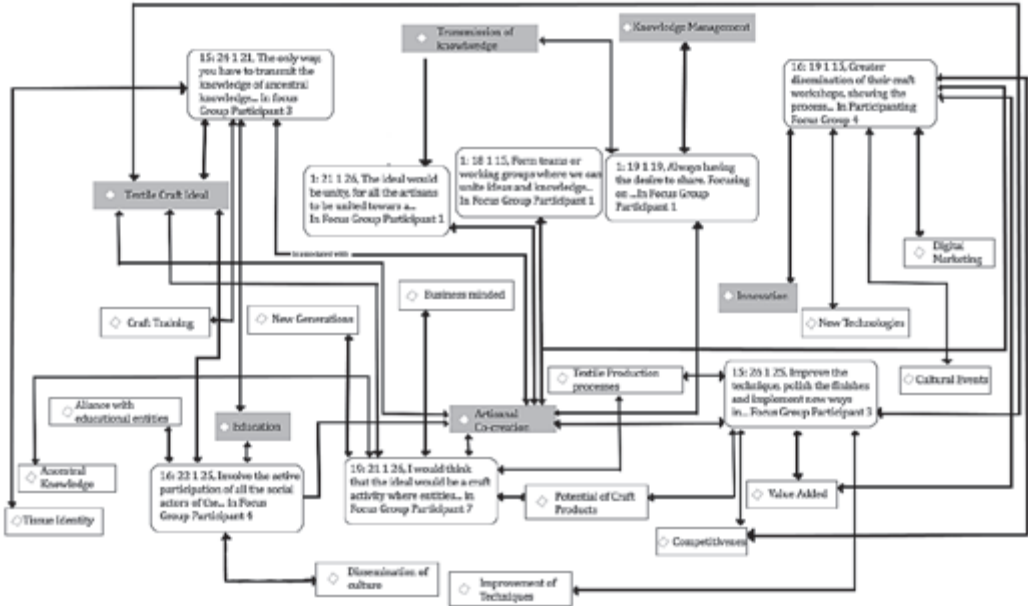 Transmission of
knowledge
Knowledge Management
15: 24 1 21, The only way
you have to transmit the
knowledge of ancestral
knowledge... In focus
Group Participant 3
16: 19 1 15, Greater
dissemination of their craft
workshops, showing the
process... In Participating
Focus Group 4
1: 21 1 26, The ideal would
be unity, for all the artisans
to be united towars a...
In Focus Group Participant 1
1: 18 1 15, Form teams or
working groups where we can
unite ideas and knowledge...
In Focus Group Participant 1
1: 19 1 19, Always having
the desire to share. Focusing
on ...In Focus Group
Participant 1
Textile Craft Ideal
is associated with
Digital
Marketing
Business minded
Innovation
Craft Training
New Generations
New Technologies
Textile Production
processes
15: 26 1 25, Improve the
technique, polish the finishes
and implement new ways
in... Focus Group Participant 3
Cultural Events
Aliance with
educational entities
Education
Artisanal
Co-creation
Ancestral
Knowledge
16: 22 1 25, Involve the active
participation of all the social
actors of the... In Focus
Group Participant 4
19: 21 1 26, I would think
that the ideal would be a craft
activity where entities... in
Focus Group Participant 7
Potential of Craft
Products
Value Added
Tissue Identity
Competitivenes
Dissemination of
culture
Improvement of
Techniques